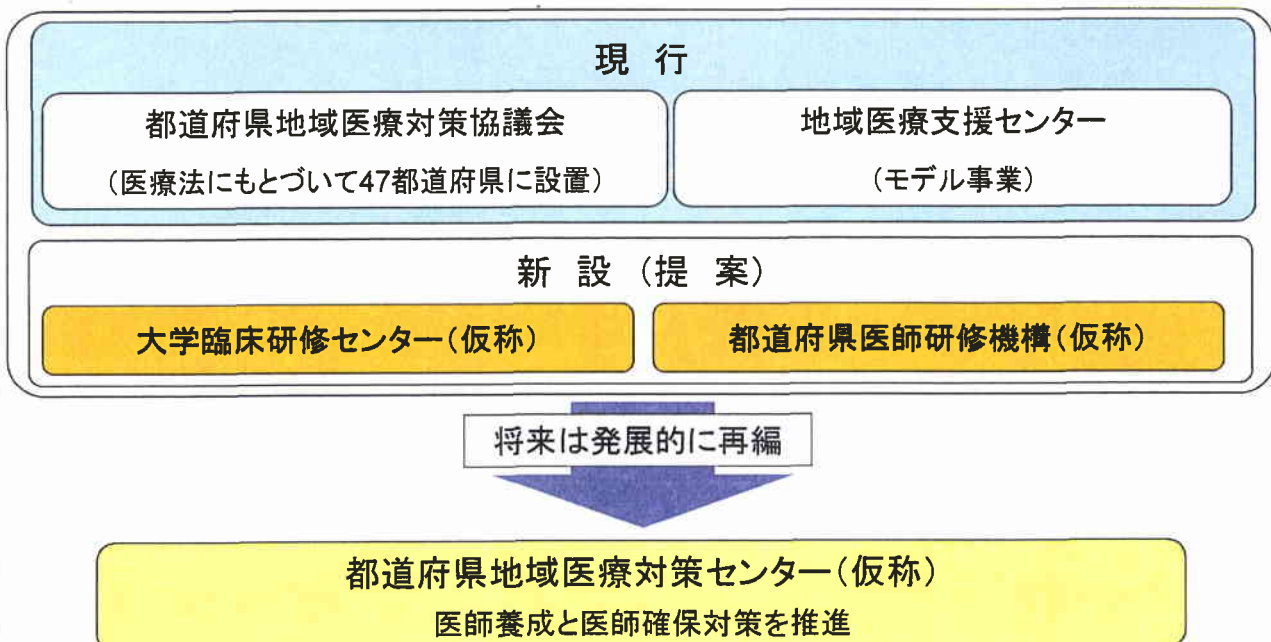 現 行
都道府県地域医療対策協議会
(医療法にもとづいて47都道府県に設置)
地域医療支援センター
(モデル事業)
新 設 (提 案)
大学臨床研修センター(仮称)
都道府県医師研修機構(仮称)
将来は発展的に再編
都道府県地域医療対策センター(仮称)
医師養成と医師確保対策を推進